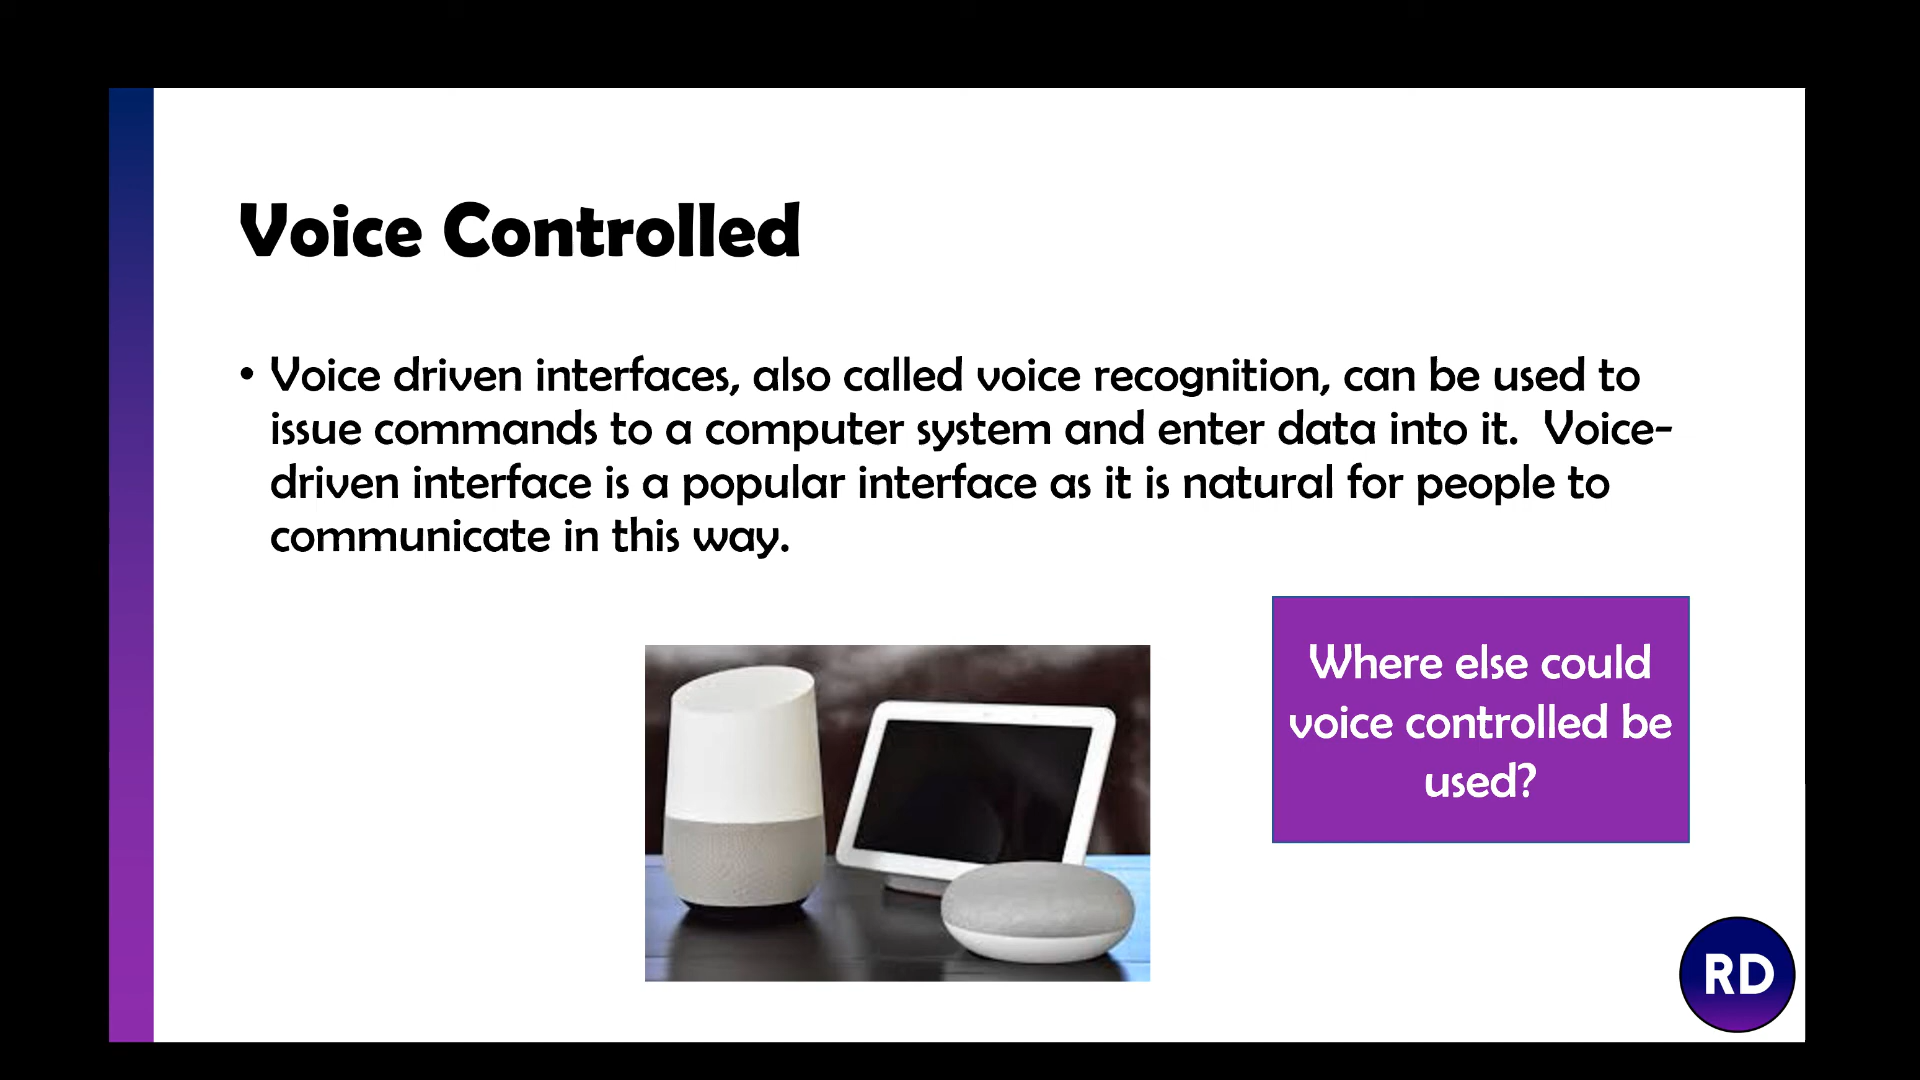 Voice Controlled
• Voice driven interfaces, also called voice recognition, can be used to
issue commands to a computer system and enter data into it.  Voice-
driven interface is a popular interface as it is natural for people to
communicate in this way.
Where else could
voice controlled be
used?
RD